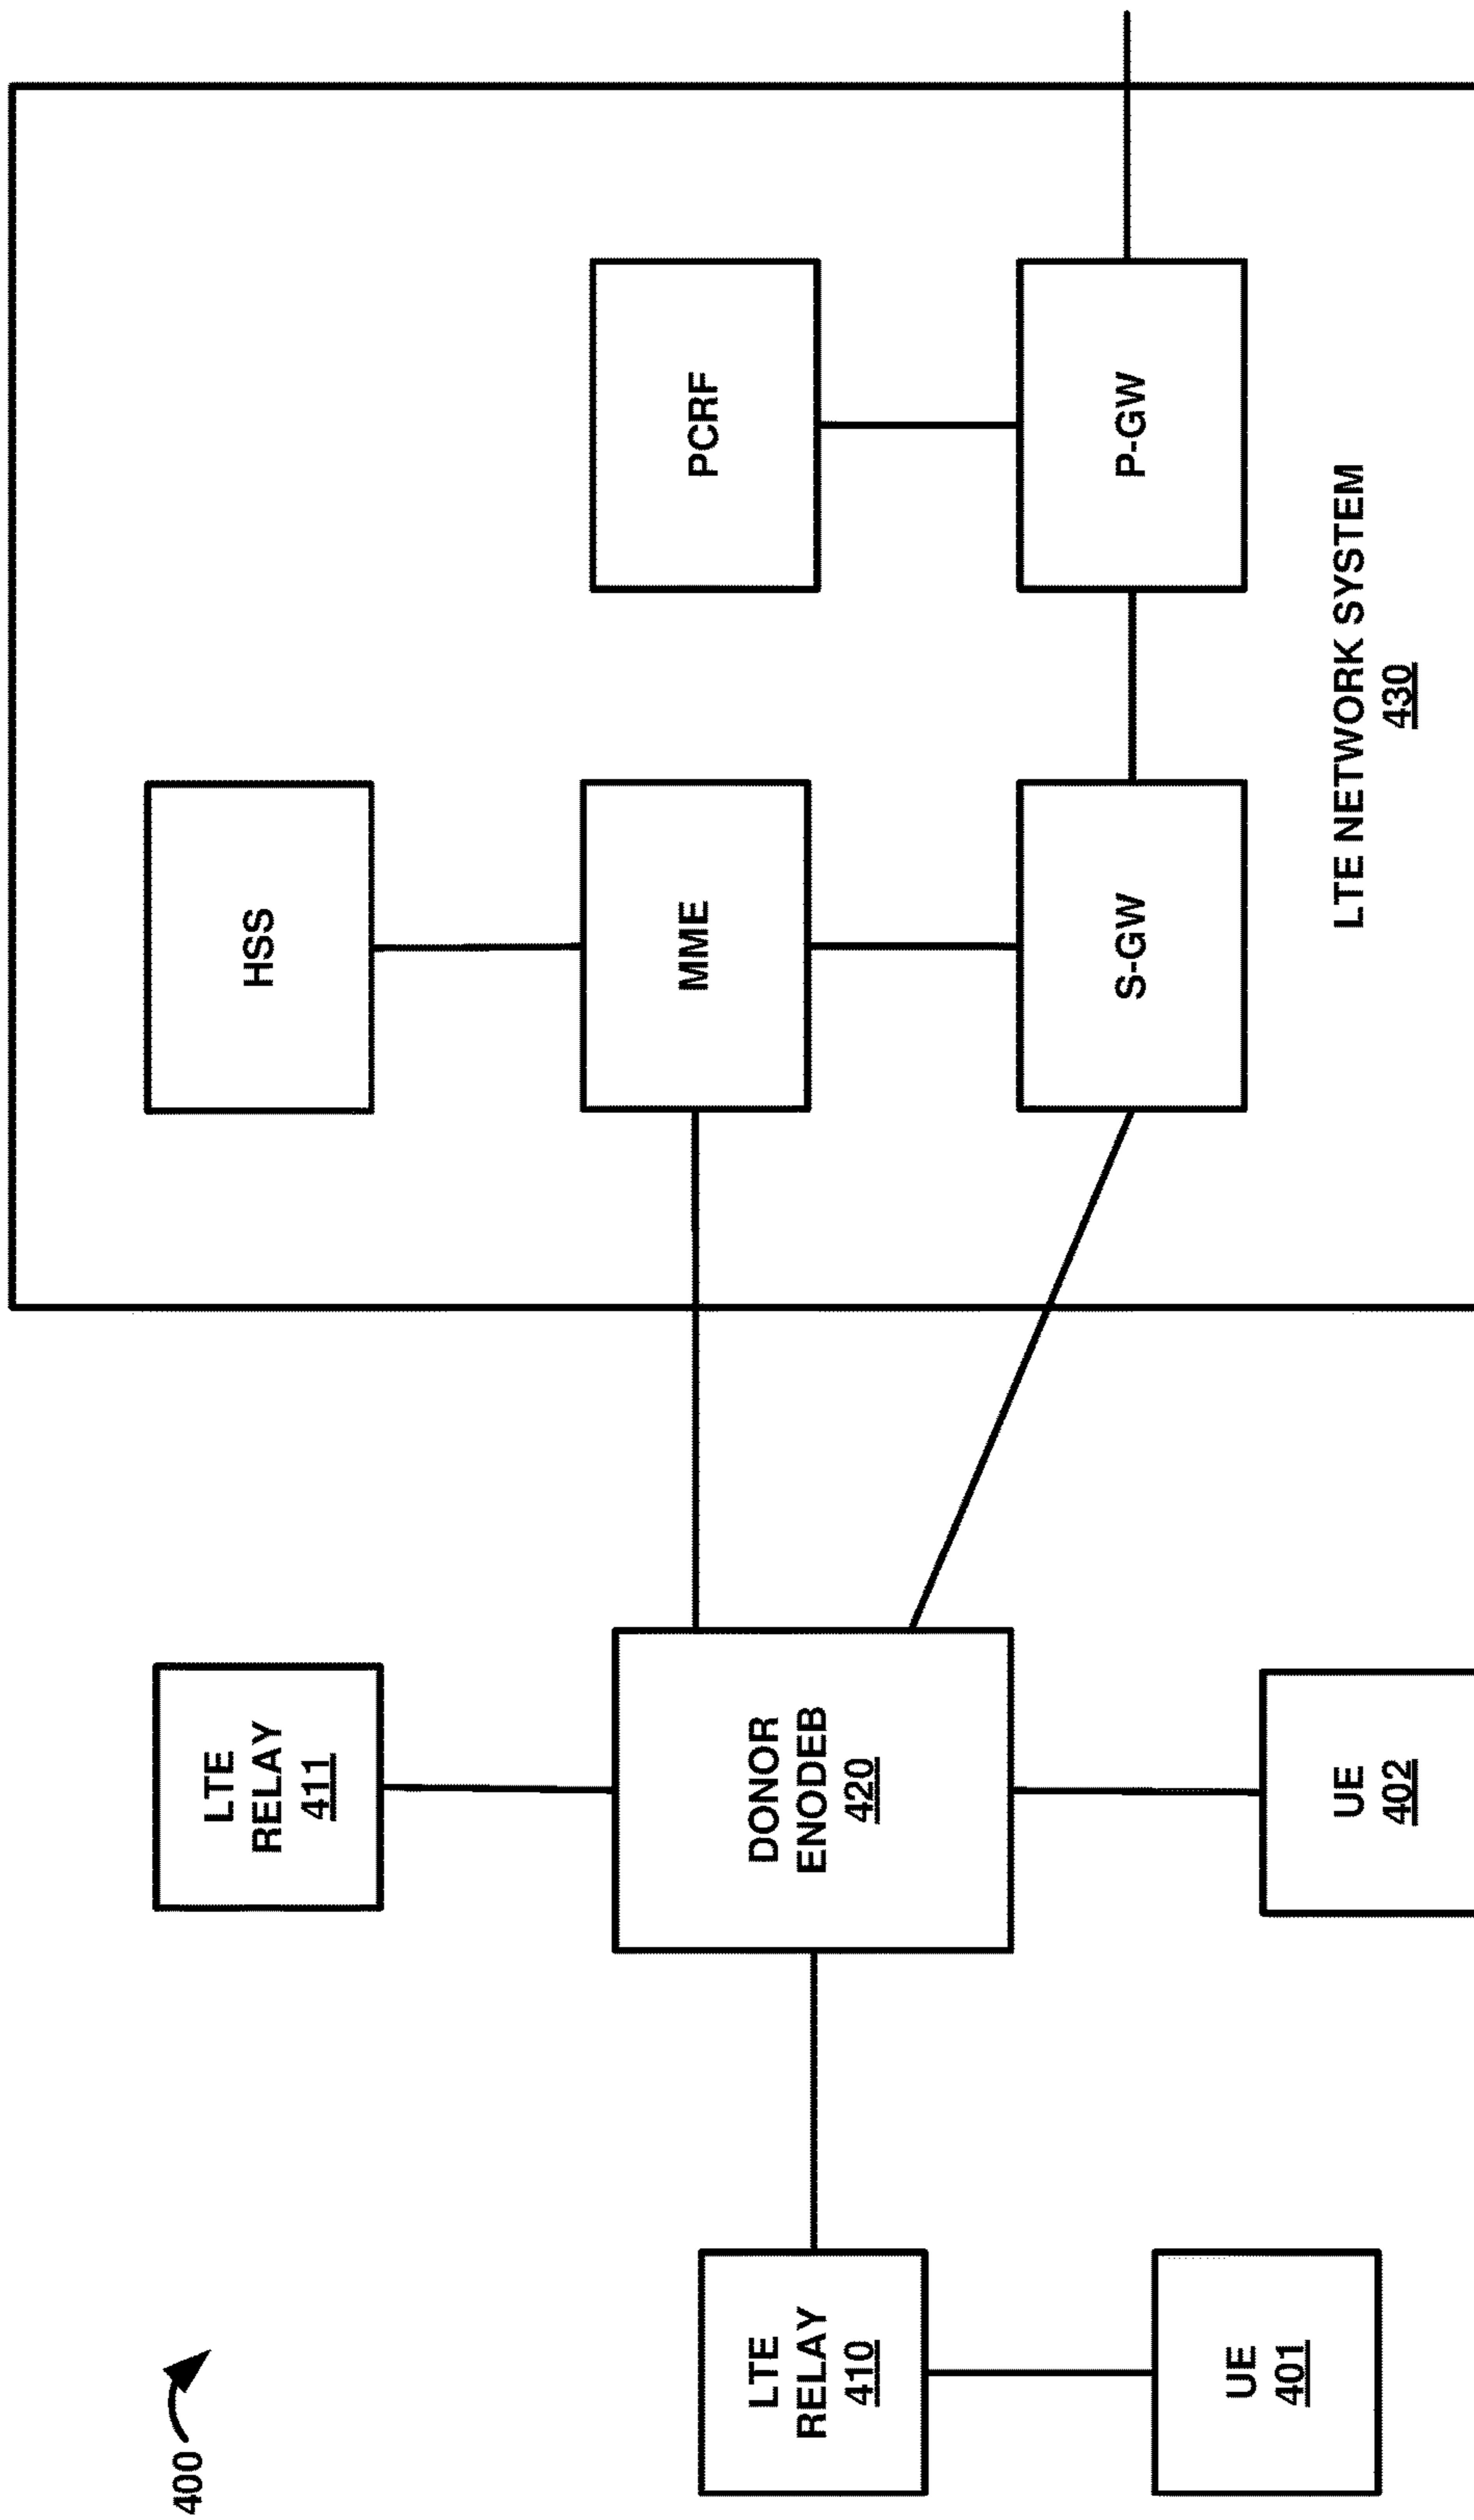 400
LTE
RELAY
411
HSS
LTE
RELAY
410
DONOR
ENODEB
420
MME
PCRF
UE
401
UE
402
S-GW
P-GW
LTE NETWORK SYSTEM
430